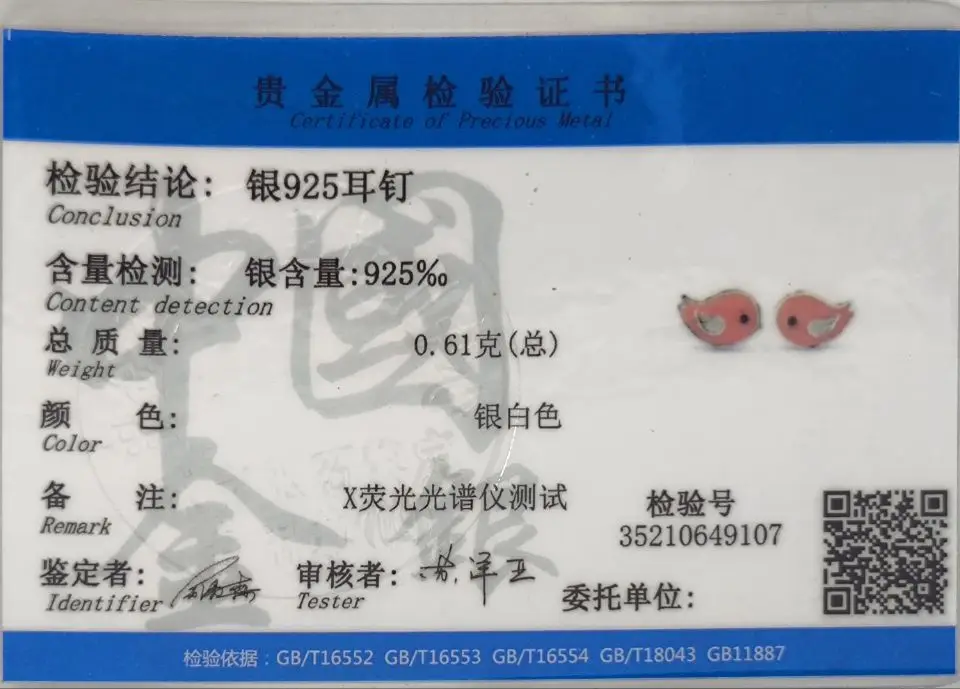 贵金属检验证书
Certificate of Precious Metal
检验结论: 银925耳钉
Conclusion
含量检测: 银含量:925‰
Content detection
总质量: 0.61克(总)
Weight
颜色: 银白色
Color
备注: X荧光光谱仪测试
Remark
检验号
35210649107
鉴定者: 审核者:
Identifier Tester
委托单位:
检验依据:GB/T16552 GB/T16553 GB/T16554 GB/T18043 GB11887
中國
金銀